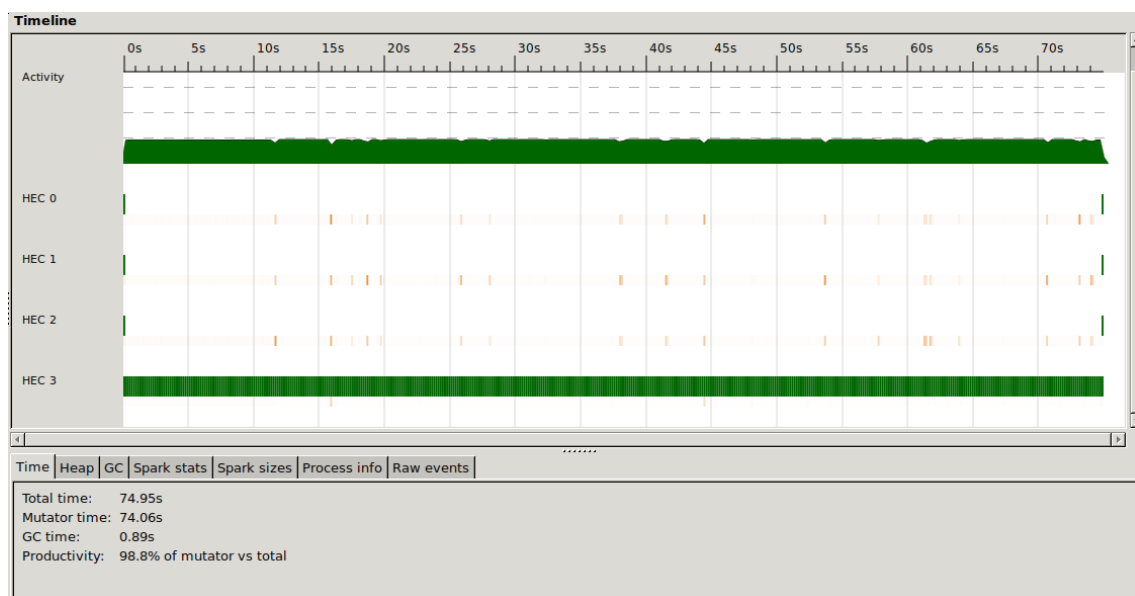 Timeline
0s 5s 10s 15s 20s 25s 30s 35s 40s 45s 50s 55s 60s 65s 70s
Activity
HEC 0
HEC 1
HEC 2
HEC 3
Time Heap GC Spark stats Spark sizes Process info Raw events
Total time: 74.95s
Mutator time: 74.06s
GC time: 0.89s
Productivity: 98.8% of mutator vs total